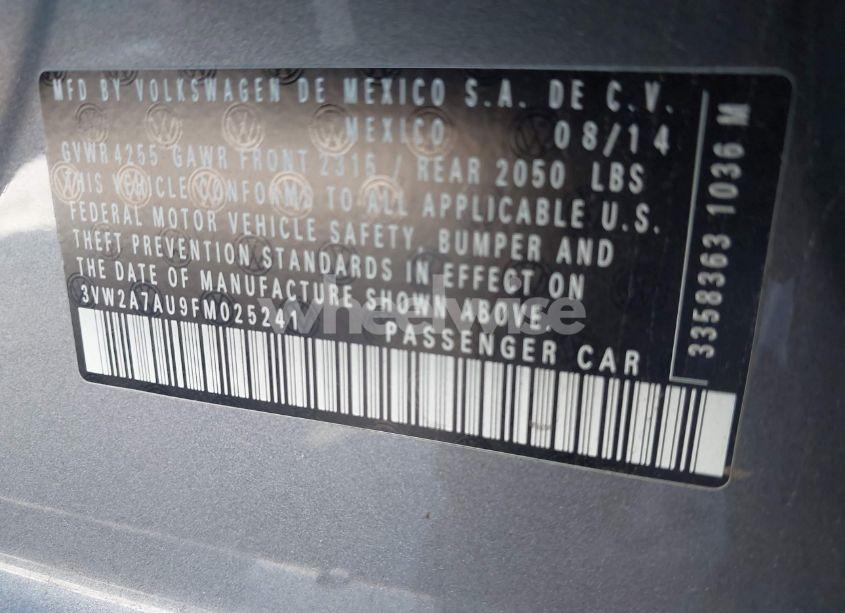 MFD BY VOLKSWAGEN DE MEXICO S.A. DE C.V.
MEXICO 08/14
GVWR 4255 GAWR FRONT 2315 / REAR 2050 LBS
THIS VEHICLE CONFORMS TO ALL APPLICABLE U.S.
FEDERAL MOTOR VEHICLE SAFETY, BUMPER AND
THEFT PREVENTION STANDARDS IN EFFECT ON
THE DATE OF MANUFACTURE SHOWN ABOVE.
3VW2A7AU9FM025241
PASSENGER CAR
3358363 1036 M
wheelwise